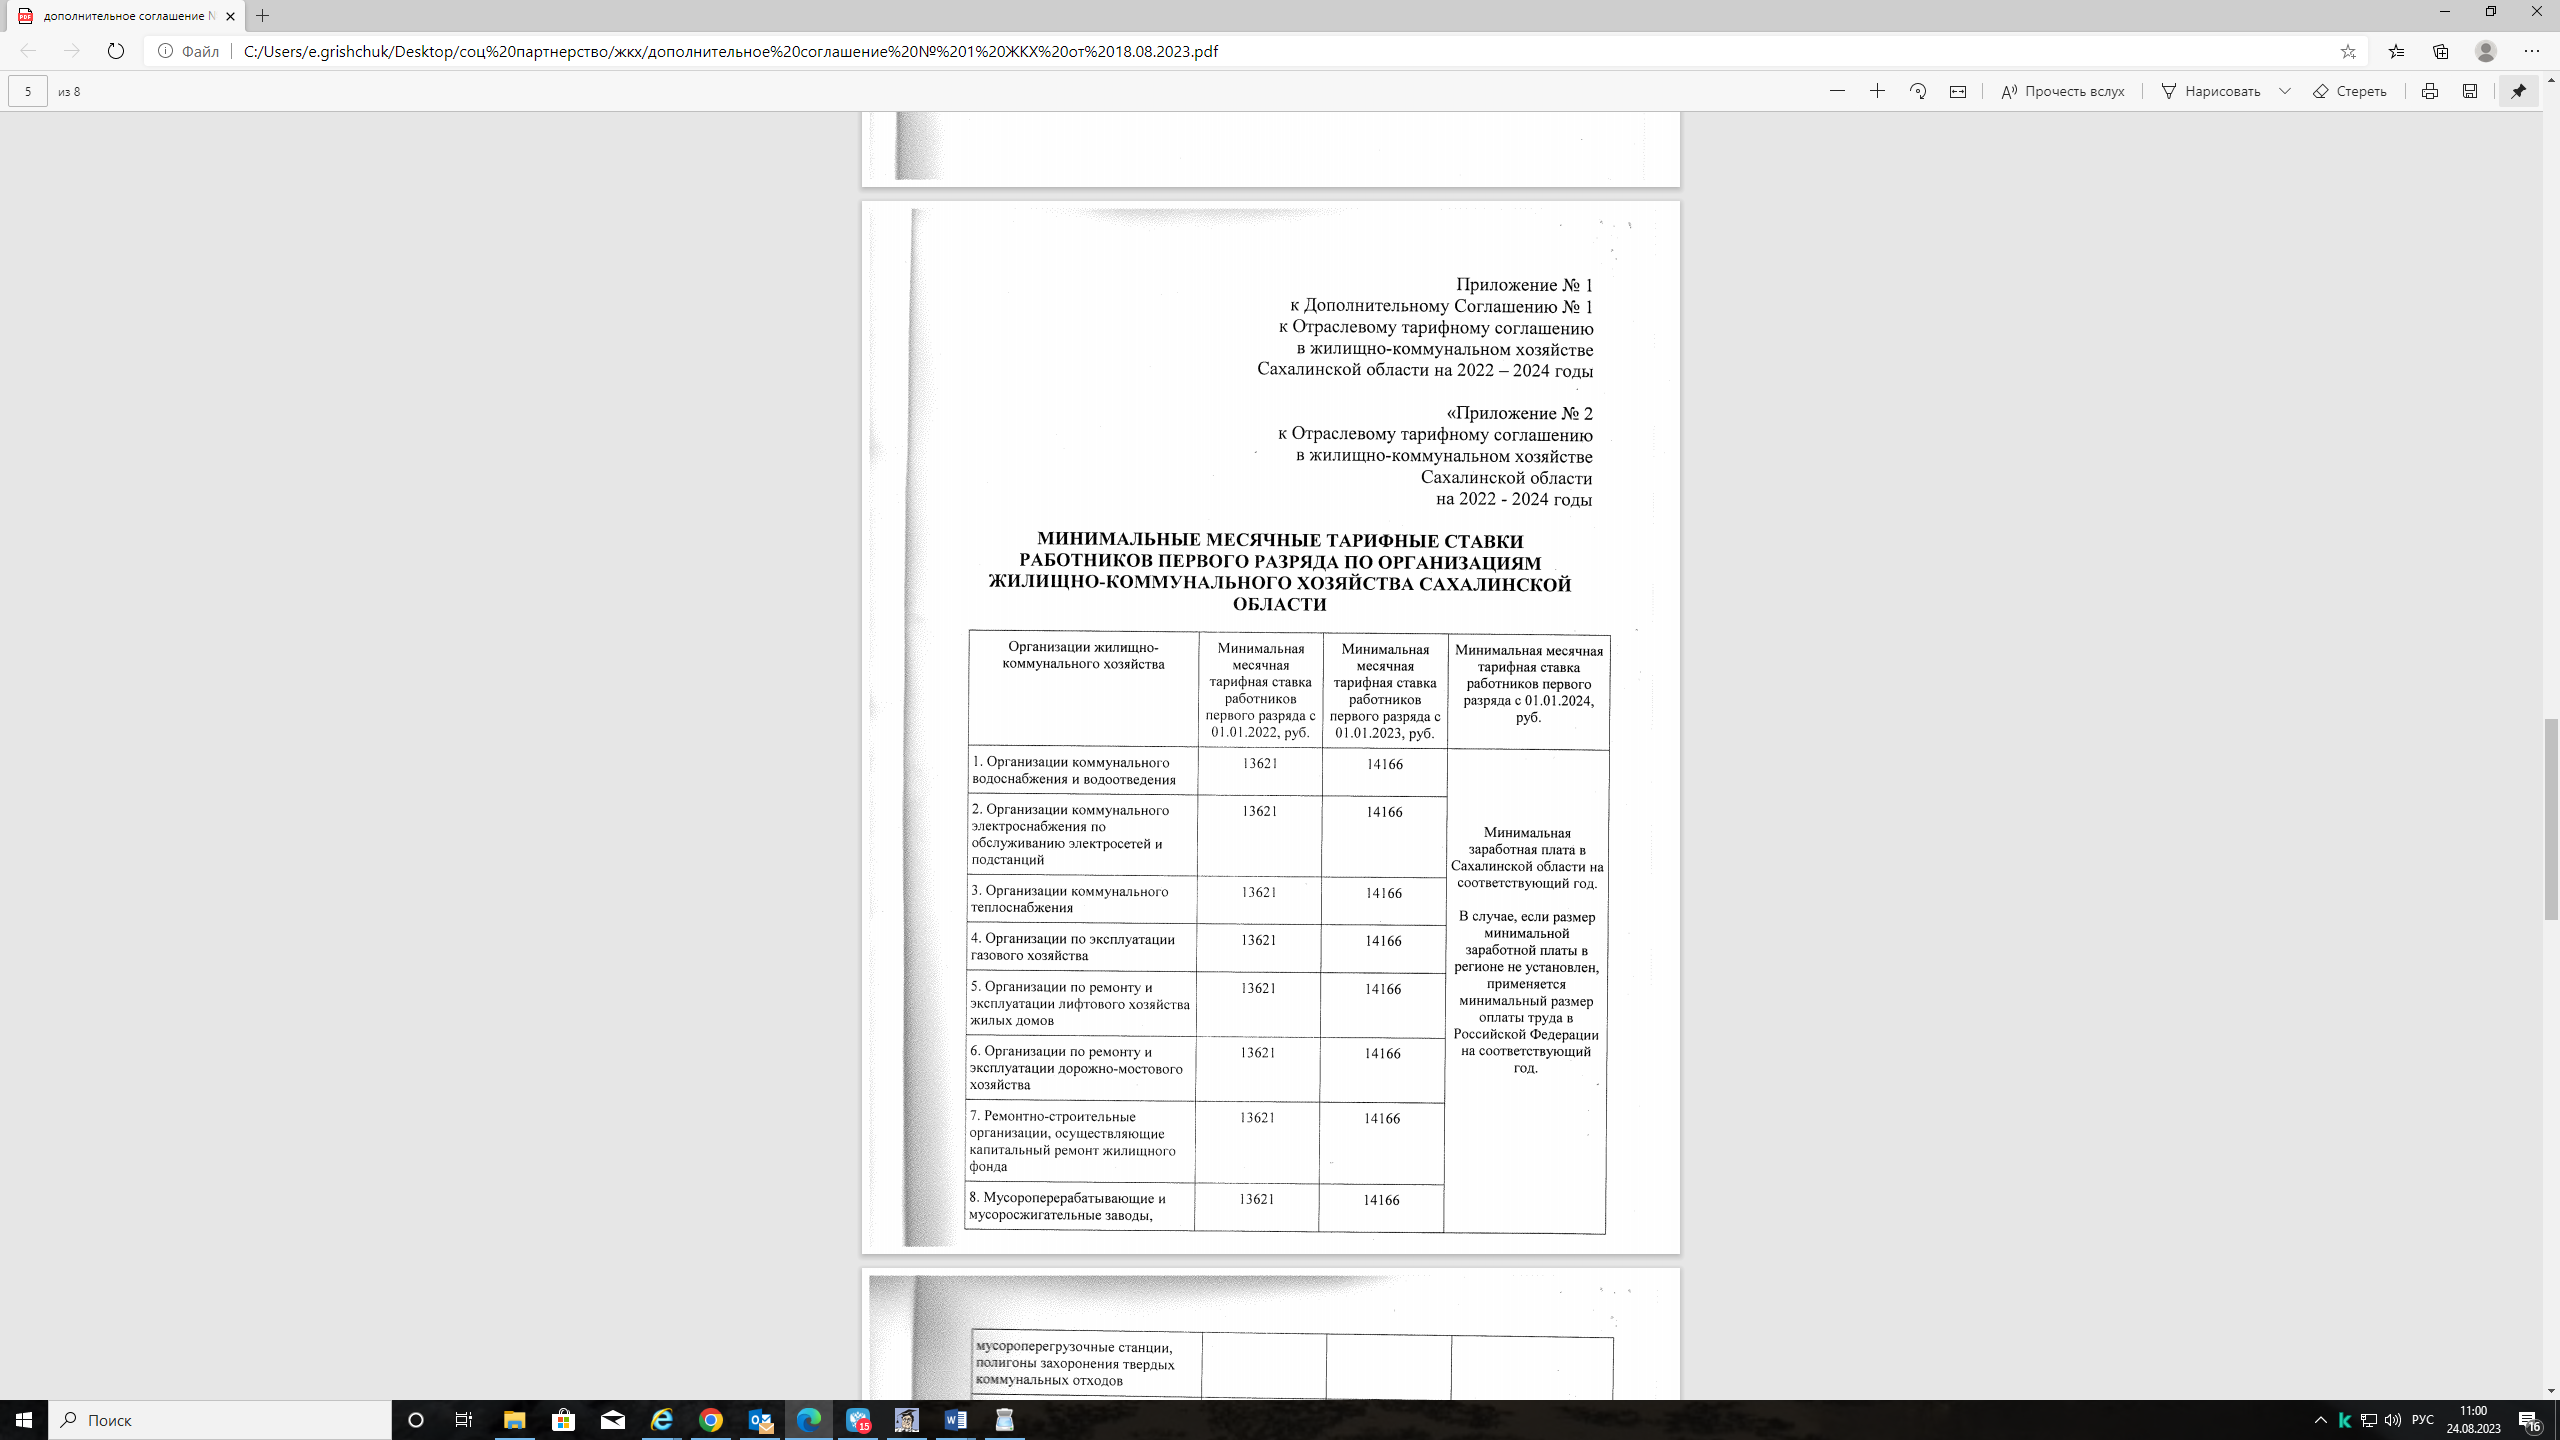 дополнительное соглашение №
Файл
C:/Users/e.grishchuk/Desktop/соц%20партнерство/жкх/дополнительное%20соглашение%20№%201%20ЖКХ%20от%2018.08.2023.pdf
5 из 8
Прочесть вслух
Нарисовать
Стереть
Приложение № 1
к Дополнительному Соглашению № 1
к Отраслевому тарифному соглашению
в жилищно-коммунальном хозяйстве
Сахалинской области на 2022 – 2024 годы
«Приложение № 2
к Отраслевому тарифному соглашению
в жилищно-коммунальном хозяйстве
Сахалинской области
на 2022 - 2024 годы
МИНИМАЛЬНЫЕ МЕСЯЧНЫЕ ТАРИФНЫЕ СТАВКИ
РАБОТНИКОВ ПЕРВОГО РАЗРЯДА ПО ОРГАНИЗАЦИЯМ
ЖИЛИЩНО-КОММУНАЛЬНОГО ХОЗЯЙСТВА САХАЛИНСКОЙ
ОБЛАСТИ
Организации жилищно-
коммунального хозяйства
Минимальная
месячная
тарифная ставка
работников
первого разряда с
01.01.2022, руб.
Минимальная
месячная
тарифная ставка
работников
первого разряда с
01.01.2023, руб.
Минимальная месячная
тарифная ставка
работников первого
разряда с 01.01.2024,
руб.
1. Организации коммунального
водоснабжения и водоотведения
13621
14166
Минимальная
заработная плата в
Сахалинской области на
соответствующий год.
В случае, если размер
минимальной
заработной платы в
регионе не установлен,
применяется
минимальный размер
оплаты труда в
Российской Федерации
на соответствующий
год.
2. Организации коммунального
электроснабжения по
обслуживанию электросетей и
подстанций
13621
14166
3. Организации коммунального
теплоснабжения
13621
14166
4. Организации по эксплуатации
газового хозяйства
13621
14166
5. Организации по ремонту и
эксплуатации лифтового хозяйства
жилых домов
13621
14166
6. Организации по ремонту и
эксплуатации дорожно-мостового
хозяйства
13621
14166
7. Ремонтно-строительные
организации, осуществляющие
капитальный ремонт жилищного
фонда
13621
14166
8. Мусороперерабатывающие и
мусоросжигательные заводы,
13621
14166
мусороперегрузочные станции,
полигоны захоронения твердых
коммунальных отходов
Поиск
15
РУС
11:00
24.08.2023
16